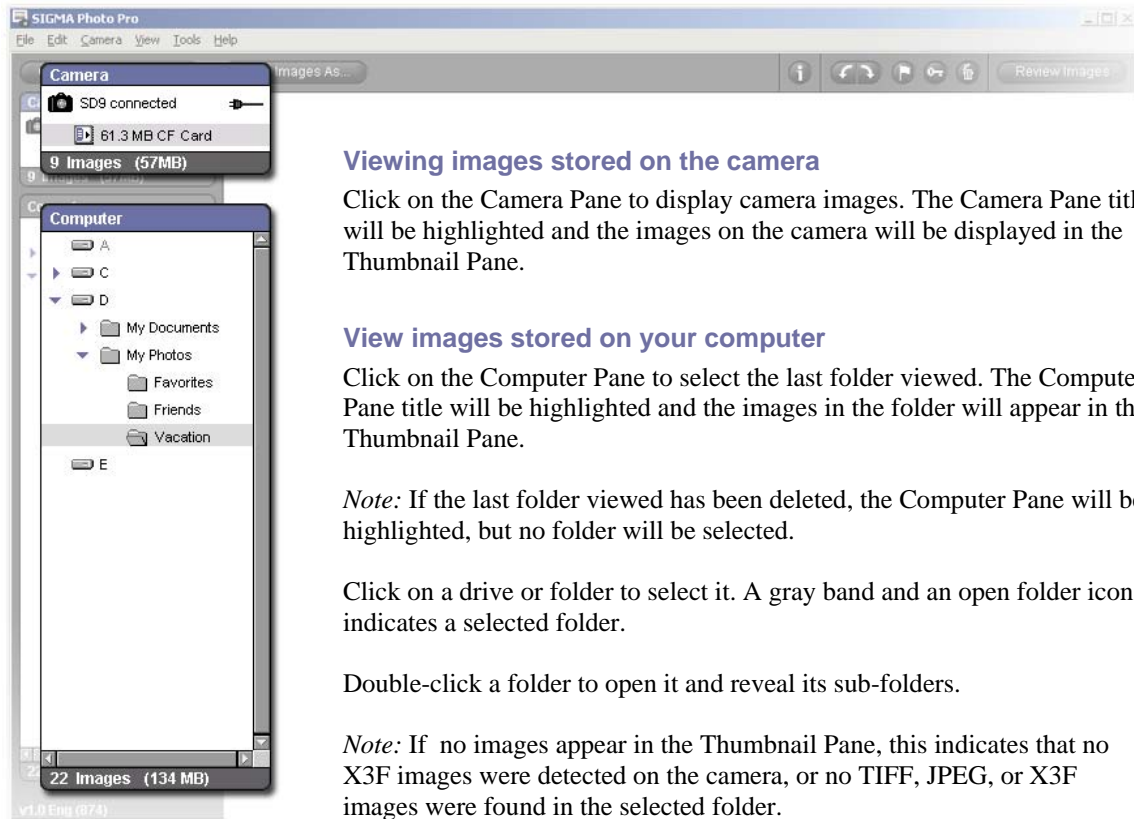 SIGMA Photo Pro
File Edit Camera View Tools Help
Images As...
Review Images
Camera
SD9 connected
61.3 MB CF Card
9 Images (57MB)
Computer
A
C
D
My Documents
My Photos
Favorites
Friends
Vacation
E
22 Images (134 MB)
v1.0 Eng (874)
Viewing images stored on the camera
Click on the Camera Pane to display camera images. The Camera Pane titl
will be highlighted and the images on the camera will be displayed in the
Thumbnail Pane.
View images stored on your computer
Click on the Computer Pane to select the last folder viewed. The Compute
Pane title will be highlighted and the images in the folder will appear in th
Thumbnail Pane.
Note: If the last folder viewed has been deleted, the Computer Pane will b
highlighted, but no folder will be selected.
Click on a drive or folder to select it. A gray band and an open folder icon
indicates a selected folder.
Double-click a folder to open it and reveal its sub-folders.
Note: If no images appear in the Thumbnail Pane, this indicates that no
X3F images were detected on the camera, or no TIFF, JPEG, or X3F
images were found in the selected folder.